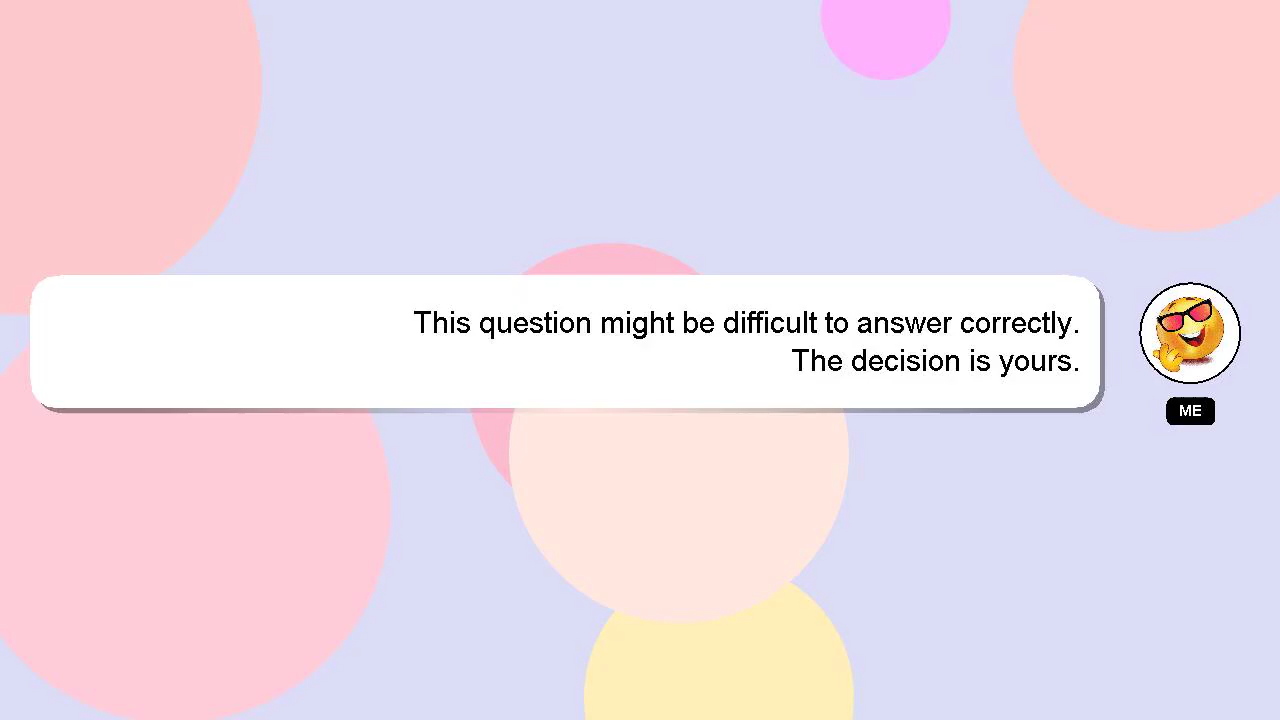 This question might be difficult to answer correctly.
The decision is yours.
ME